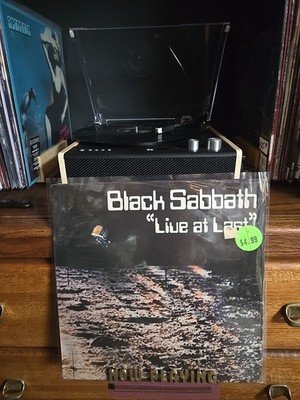 Black Sabbath
"Live at Last"
$4.99
NOW PLAYING